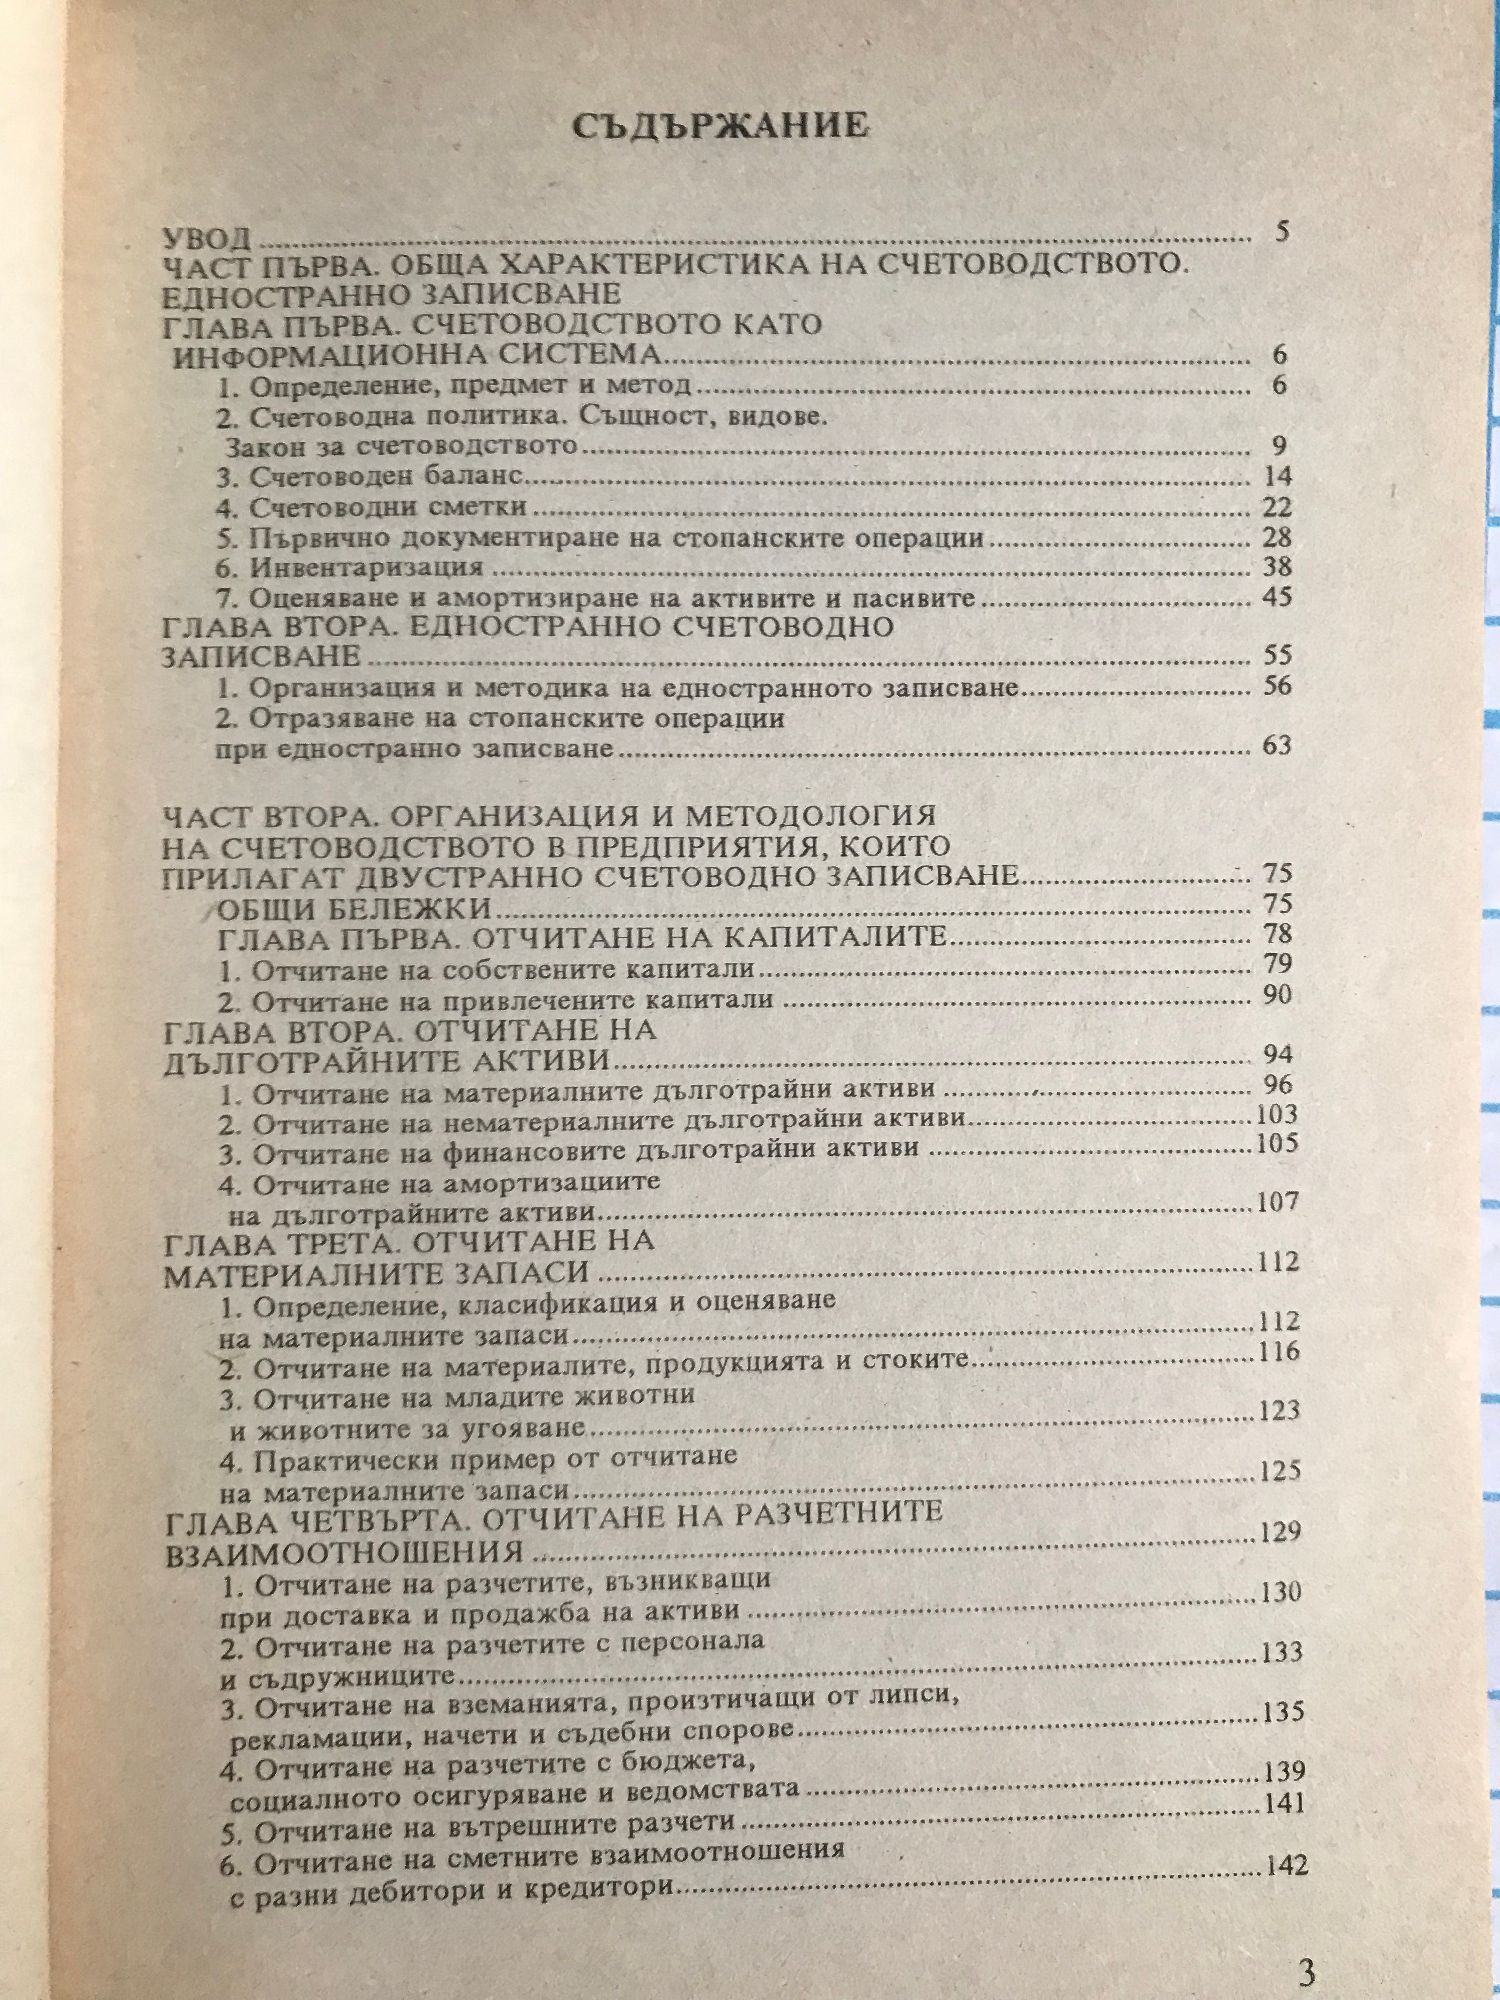 СЪДЪРЖАНИЕ
УВОД ........ 5
ЧАСТ ПЪРВА. ОБЩА ХАРАКТЕРИСТИКА НА СЧЕТОВОДСТВОТО.
ЕДНОСТРАННО ЗАПИСВАНЕ
ГЛАВА ПЪРВА. СЧЕТОВОДСТВОТО КАТО
ИНФОРМАЦИОННА СИСТЕМА........ 6
1. Определение, предмет и метод ........ 6
2. Счетоводна политика. Същност, видове.
Закон за счетоводството ........ 9
3. Счетоводен баланс........ 14
4. Счетоводни сметки ........ 22
5. Първично документиране на стопанските операции ........ 28
6. Инвентаризация ........ 38
7. Оценяване и амортизиране на активите и пасивите ........ 45
ГЛАВА ВТОРА. ЕДНОСТРАННО СЧЕТОВОДНО
ЗАПИСВАНЕ ........ 55
1. Организация и методика на едностранното записване........ 56
2. Отразяване на стопанските операции
при едностранно записване ........ 63
ЧАСТ ВТОРА. ОРГАНИЗАЦИЯ И МЕТОДОЛОГИЯ
НА СЧЕТОВОДСТВОТО В ПРЕДПРИЯТИЯ, КОИТО
ПРИЛАГАТ ДВУСТРАННО СЧЕТОВОДНО ЗАПИСВАНЕ........ 75
ОБЩИ БЕЛЕЖКИ........ 75
ГЛАВА ПЪРВА. ОТЧИТАНЕ НА КАПИТАЛИТЕ........ 78
1. Отчитане на собствените капитали ........ 79
2. Отчитане на привлечените капитали ........ 90
ГЛАВА ВТОРА. ОТЧИТАНЕ НА
ДЪЛГОТРАЙНИТЕ АКТИВИ........ 94
1. Отчитане на материалните дълготрайни активи ........ 96
2. Отчитане на нематериалните дълготрайни активи........ 103
3. Отчитане на финансовите дълготрайни активи ........ 105
4. Отчитане на амортизациите
на дълготрайните активи........ 107
ГЛАВА ТРЕТА. ОТЧИТАНЕ НА
МАТЕРИАЛНИТЕ ЗАПАСИ ........ 112
1. Определение, класификация и оценяване
на материалните запаси........ 112
2. Отчитане на материалите, продукцията и стоките........ 116
3. Отчитане на младите животни
и животните за угояване........ 123
4. Практически пример от отчитане
на материалните запаси........ 125
ГЛАВА ЧЕТВЪРТА. ОТЧИТАНЕ НА РАЗЧЕТНИТЕ
ВЗАИМООТНОШЕНИЯ ........ 129
1. Отчитане на разчетите, възникващи
при доставка и продажба на активи ........ 130
2. Отчитане на разчетите с персонала
и съдружниците........ 133
3. Отчитане на вземанията, произтичащи от липси,
рекламации, начети и съдебни спорове........ 135
4. Отчитане на разчетите с бюджета,
социалното осигуряване и ведомствата ........ 139
5. Отчитане на вътрешните разчети ........ 141
6. Отчитане на сметните взаимоотношения
с разни дебитори и кредитори........ 142
3